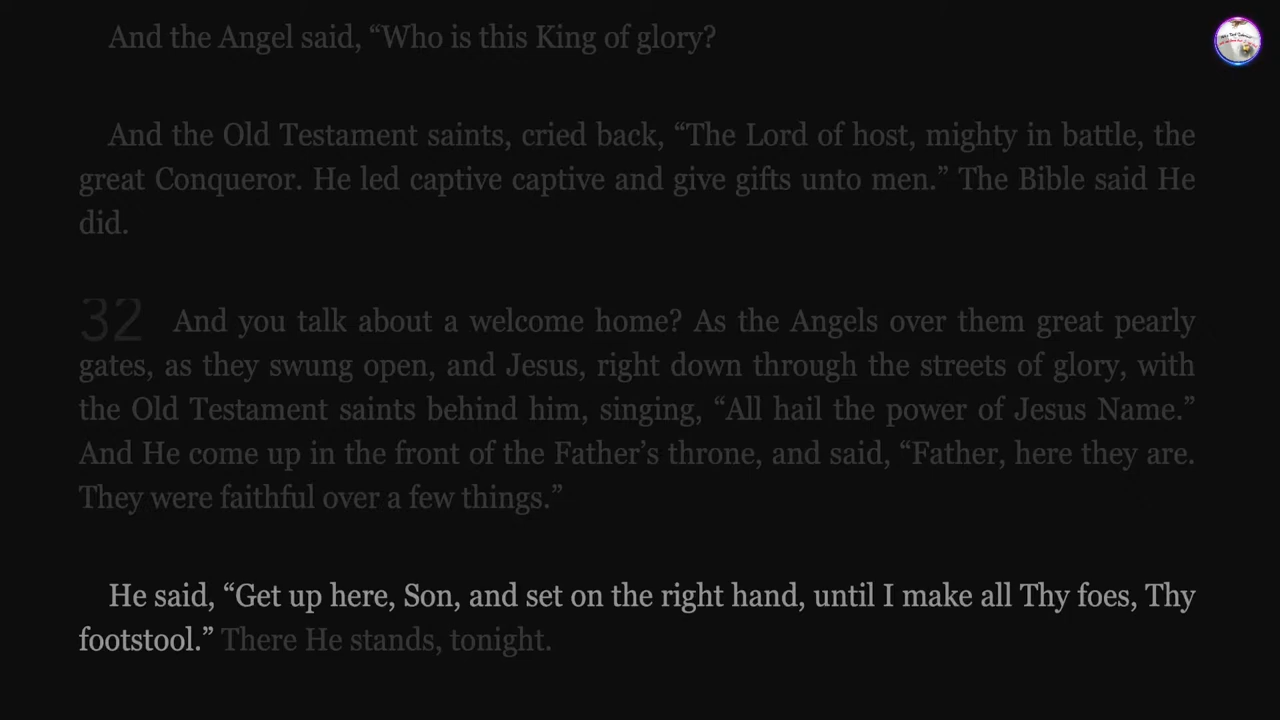 And the Angel said, “Who is this King of glory?
And the Old Testament saints, cried back, “The Lord of host, mighty in battle, the
great Conqueror. He led captive captive and give gifts unto men.” The Bible said He
did.
32 And you talk about a welcome home? As the Angels over them great pearly
gates, as they swung open, and Jesus, right down through the streets of glory, with
the Old Testament saints behind him, singing, “All hail the power of Jesus Name.”
And He come up in the front of the Father’s throne, and said, “Father, here they are.
They were faithful over a few things.”
He said, “Get up here, Son, and set on the right hand, until I make all Thy foes, Thy
footstool.” There He stands, tonight.